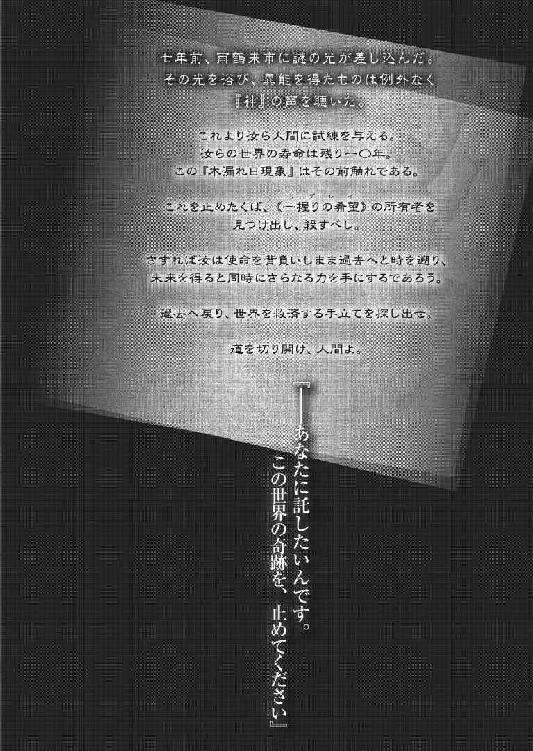 七年前、雨鶴来市に謎の光が差し込んだ。
その光を浴び、異能を得たものは例外なく
『神』の声を聴いた。
これより汝ら人間に試練を与える。
汝らの世界の寿命は残り一〇年。
この『木漏れ日現象』はその前触れである。
これを止めたくば、《一握りの希望》の所有者を
見つけ出し、殺すべし。
さすれば汝は使命を背負いしまま過去へと時を遡り、
未来を得ると同時にさらなる力を手にするであろう。
過去へ戻り、世界を救済する手立てを探し出せ。
道を切り開け、人間よ。
『――あなたに託したいんです。
この世界の奇跡を、止めてください』